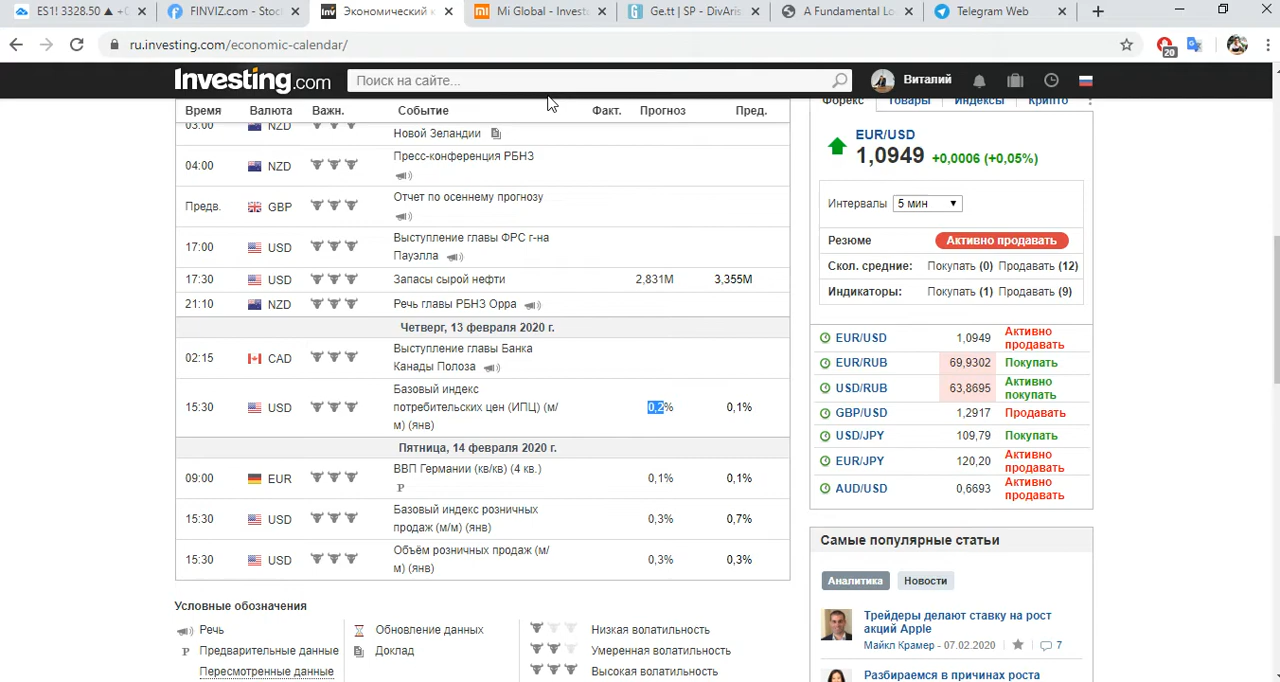 ES1! 3328.50 ▲ +0
FINVIZ.com - Stoc
Экономический к
Mi Global - Invest
Ge.tt | SP - DivAris
A Fundamental Lo
Telegram Web
ru.investing.com/economic-calendar/
20
Investing.com
Поиск на сайте...
Виталий
Время Валюта Важн. Событие Факт. Прогноз Пред.
03:00 NZD
Новой Зеландии
04:00 NZD Пресс-конференция РБНЗ
Предв. GBP Отчет по осеннему прогнозу
17:00 USD Выступление главы ФРС г-на
Пауэлла
17:30 USD Запасы сырой нефти 2,831M 3,355M
21:10 NZD Речь главы РБНЗ Орра
Четверг, 13 февраля 2020 г.
02:15 CAD Выступление главы Банка
Канады Полоза
Базовый индекс
15:30 USD потребительских цен (ИПЦ) (м/ 0,2% 0,1%
м) (янв)
Пятница, 14 февраля 2020 г.
09:00 EUR ВВП Германии (кв/кв) (4 кв.) 0,1% 0,1%
P
15:30 USD Базовый индекс розничных 0,3% 0,7%
продаж (м/м) (янв)
15:30 USD Объём розничных продаж (м/ 0,3% 0,3%
м) (янв)
Условные обозначения
Речь Обновление данных Низкая волатильность
P Предварительные данные Доклад Умеренная волатильность
Пересмотренные данные Высокая волатильность
Форекс Товары Индексы Крипто
EUR/USD
1,0949 +0,0006 (+0,05%)
Интервалы 5 мин
Резюме Активно продавать
Скол. средние: Покупать (0) Продавать (12)
Индикаторы: Покупать (1) Продавать (9)
EUR/USD 1,0949 Активно
продавать
EUR/RUB 69,9302 Покупать
USD/RUB 63,8695 Активно
покупать
GBP/USD 1,2917 Продавать
USD/JPY 109,79 Покупать
EUR/JPY 120,20 Активно
продавать
AUD/USD 0,6693 Активно
продавать
Самые популярные статьи
Аналитика Новости
Трейдеры делают ставку на рост
акций Apple
Майкл Крамер - 07.02.2020 7
Разбираемся в причинах роста